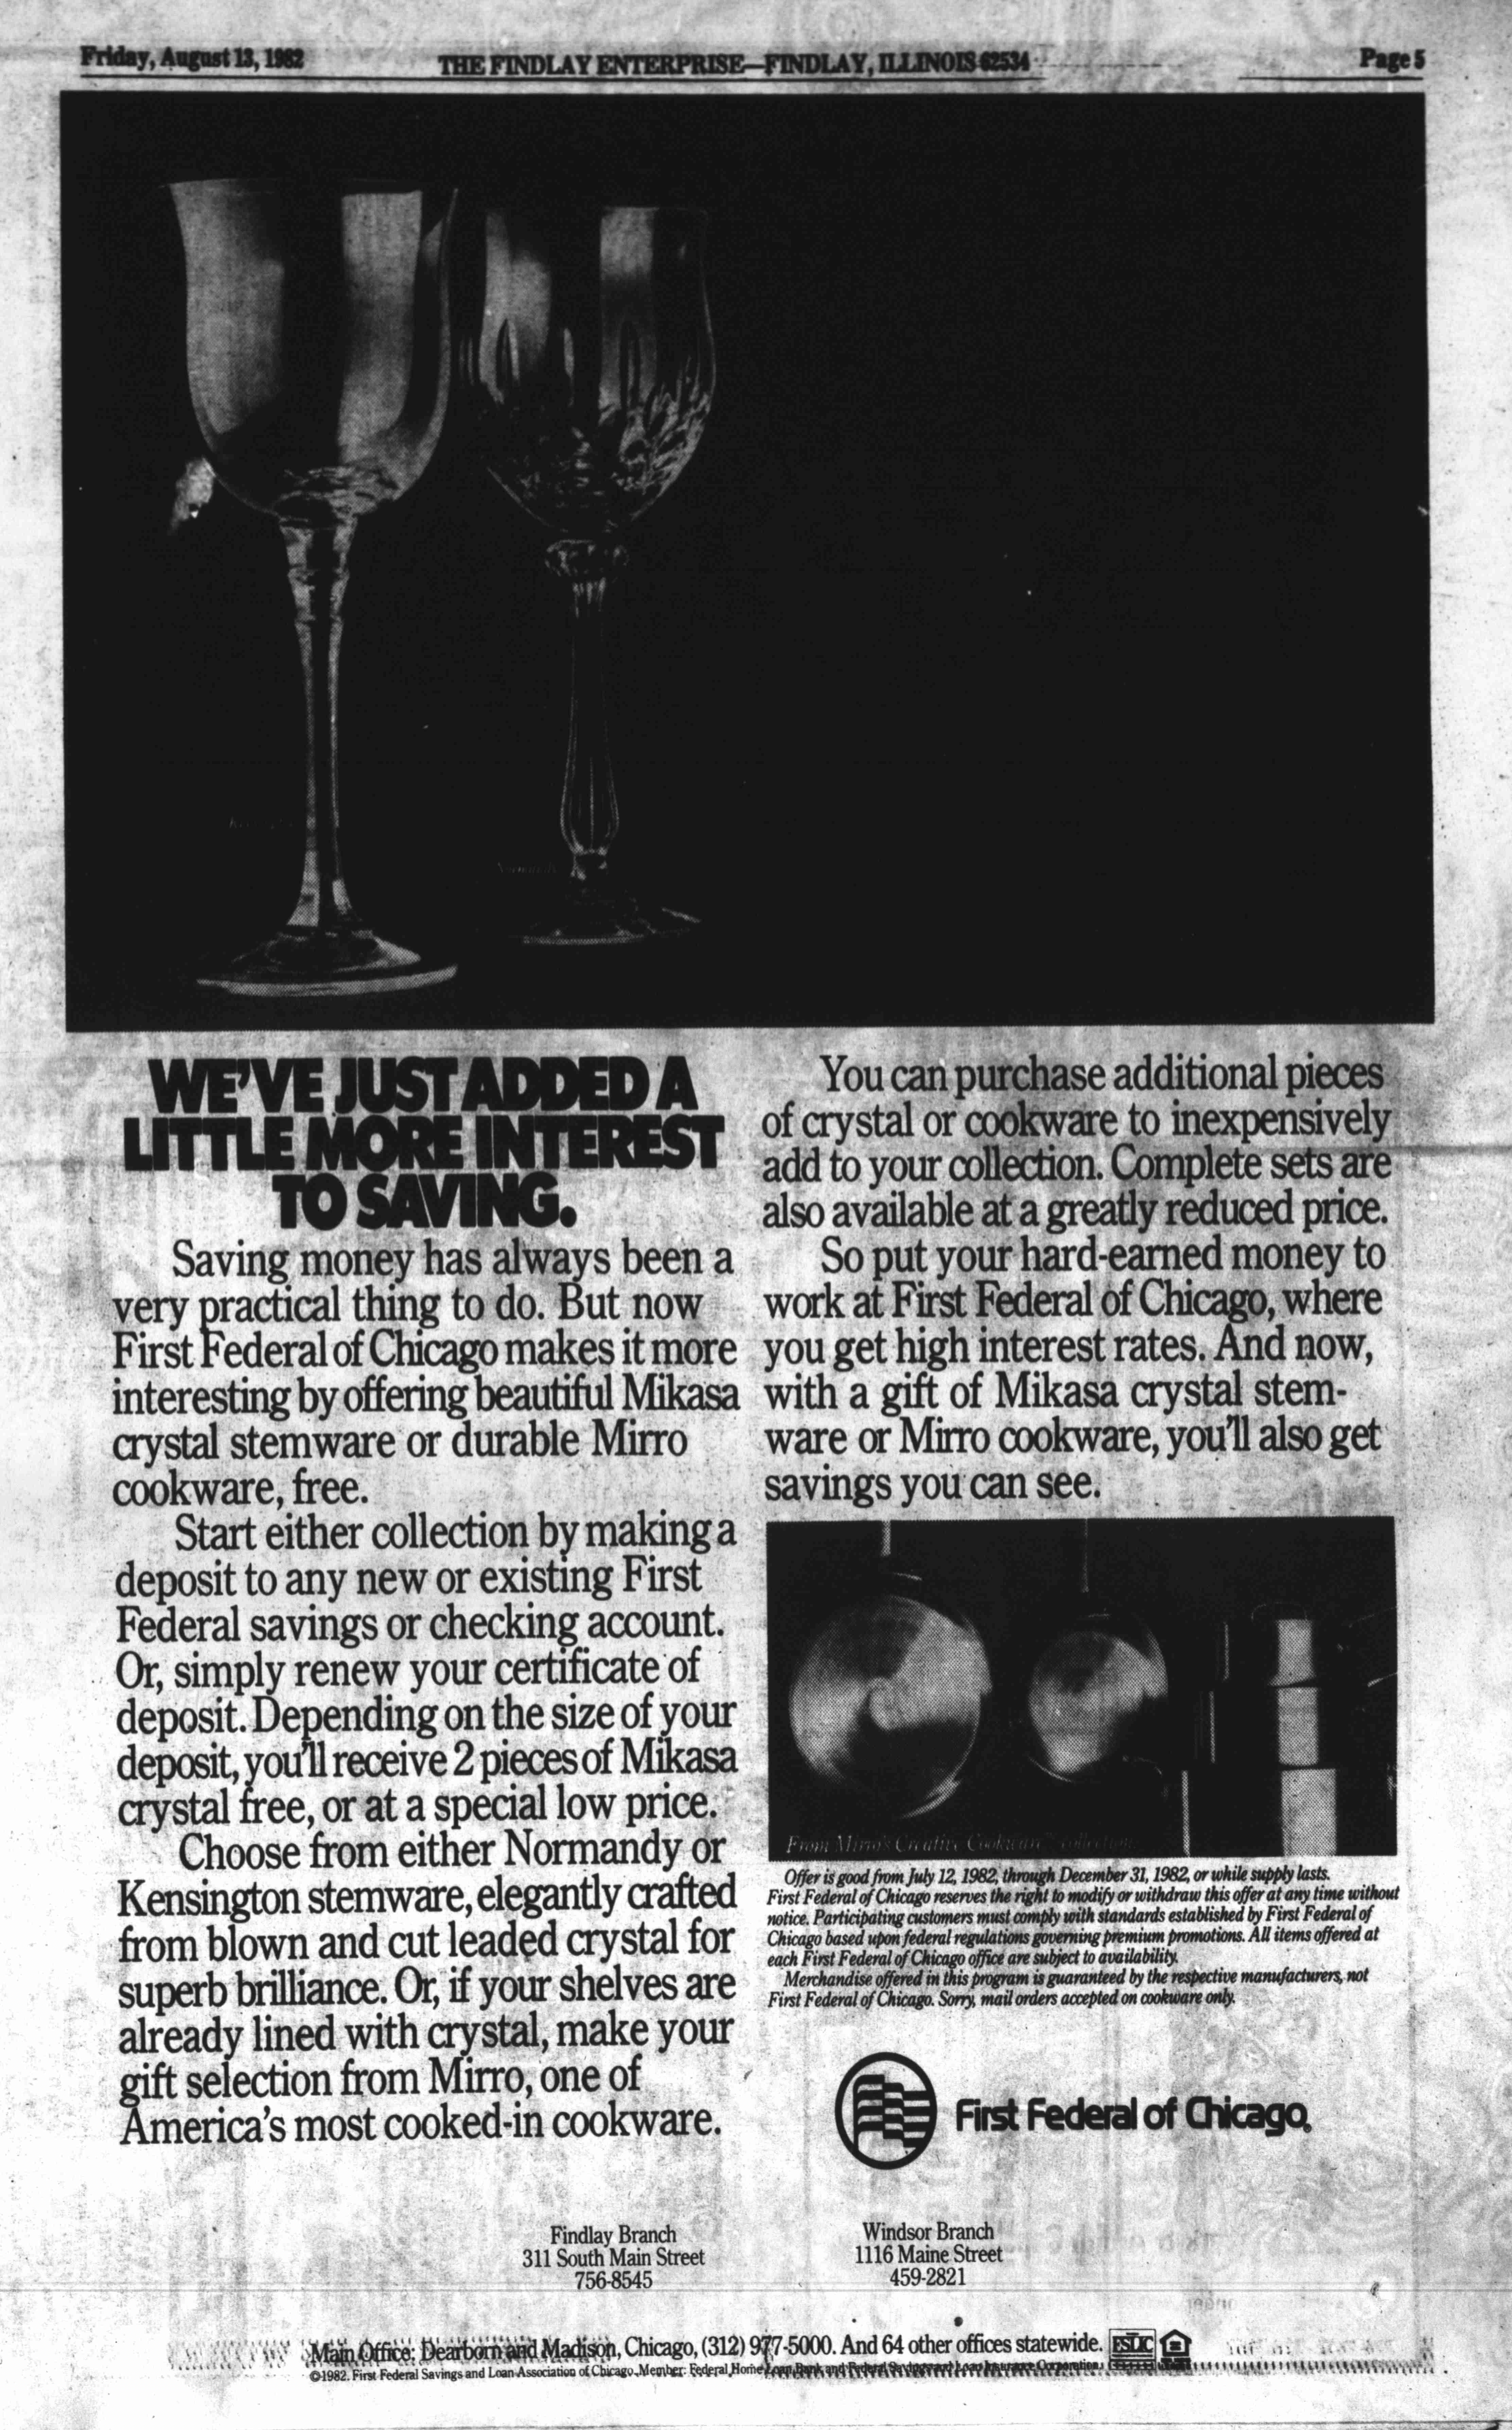 Friday, August 13, 1982
THE FINDLAY ENTERPRISE—FINDLAY, ILLINOIS 62534
Page 5
Normandy
WE'VE JUST ADDED A
LITTLE MORE INTEREST
TO SAVING.
Saving money has always been a
very practical thing to do. But now
First Federal of Chicago makes it more
interesting by offering beautiful Mikasa
crystal stemware or durable Mirro
cookware, free.
Start either collection by making a
deposit to any new or existing First
Federal savings or checking account.
Or, simply renew your certificate of
deposit. Depending on the size of your
deposit, you'll receive 2 pieces of Mikasa
crystal free, or at a special low price.
Choose from either Normandy or
Kensington stemware, elegantly crafted
from blown and cut leaded crystal for
superb brilliance. Or, if your shelves are
already lined with crystal, make your
gift selection from Mirro, one of
America's most cooked-in cookware.
You can purchase additional pieces
of crystal or cookware to inexpensively
add to your collection. Complete sets are
also available at a greatly reduced price.
So put your hard-earned money to
work at First Federal of Chicago, where
you get high interest rates. And now,
with a gift of Mikasa crystal stem-
ware or Mirro cookware, you'll also get
savings you can see.
From Mirro's Creative Cookware™ collection
Offer is good from July 12, 1982, through December 31, 1982, or while supply lasts.
First Federal of Chicago reserves the right to modify or withdraw this offer at any time without
notice. Participating customers must comply with standards established by First Federal of
Chicago based upon federal regulations governing premium promotions. All items offered at
each First Federal of Chicago office are subject to availability.
Merchandise offered in this program is guaranteed by the respective manufacturers, not
First Federal of Chicago. Sorry, mail orders accepted on cookware only.
First Federal of Chicago
Findlay Branch
311 South Main Street
756-8545
Windsor Branch
1116 Maine Street
459-2821
Main Office: Dearborn and Madison, Chicago, (312) 977-5000. And 64 other offices statewide. FSLIC
©1982. First Federal Savings and Loan Association of Chicago. Member: Federal Home Loan Bank and Federal Savings and Loan Insurance Corporation.